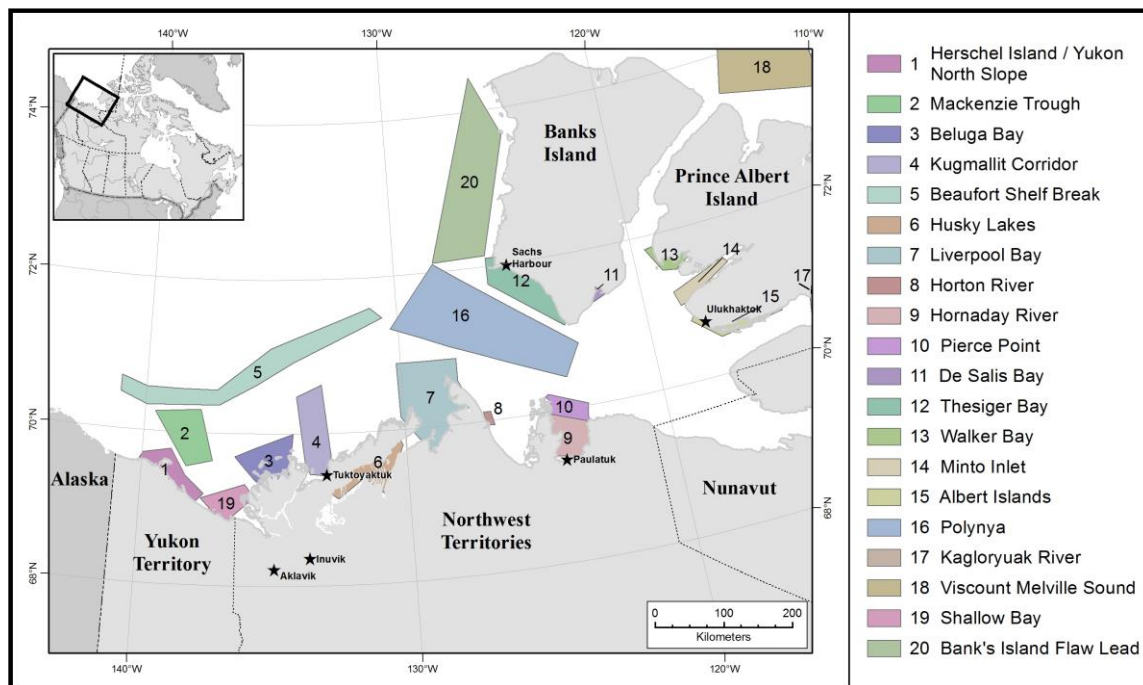 140°W
130°W
120°W
110°W
74°N
72°N
70°N
68°N
72°N
70°N
68°N
140°W
130°W
120°W
18
Banks
Island
Prince Albert
Island
20
Sachs
Harbour
12
11
13
14
17
15
Ulukhaktok
16
5
7
10
8
9
Paulatuk
2
4
3
6
Tuktoyaktuk
1
19
Alaska
Yukon
Territory
Northwest
Territories
Nunavut
Inuvik
Aklavik
0 100 200
Kilometers
1 Herschel Island / Yukon
North Slope
2 Mackenzie Trough
3 Beluga Bay
4 Kugmallit Corridor
5 Beaufort Shelf Break
6 Husky Lakes
7 Liverpool Bay
8 Horton River
9 Hornaday River
10 Pierce Point
11 De Salis Bay
12 Thesiger Bay
13 Walker Bay
14 Minto Inlet
15 Albert Islands
16 Polynya
17 Kagloryuak River
18 Viscount Melville Sound
19 Shallow Bay
20 Bank's Island Flaw Lead